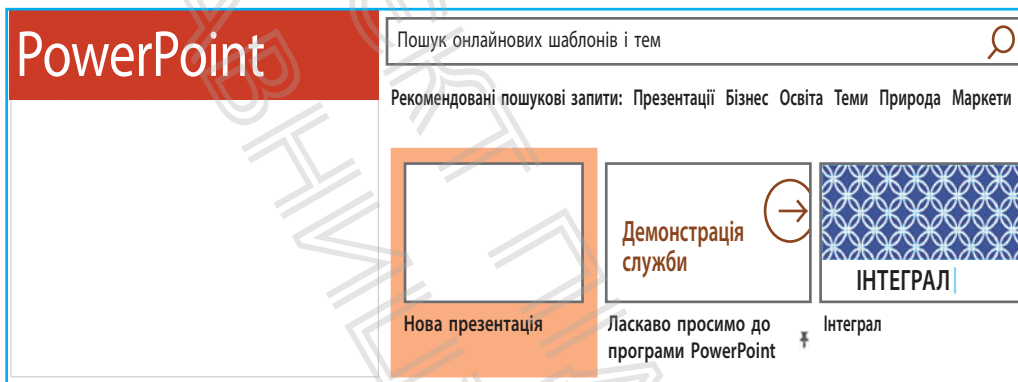 PowerPoint
Пошук онлайнових шаблонів і тем
Рекомендовані пошукові запити: Презентації Бізнес Освіта Теми Природа Маркети
Демонстрація
служби
ІНТЕГРАЛ
Нова презентація
Ласкаво просимо до
програми PowerPoint
Інтеграл